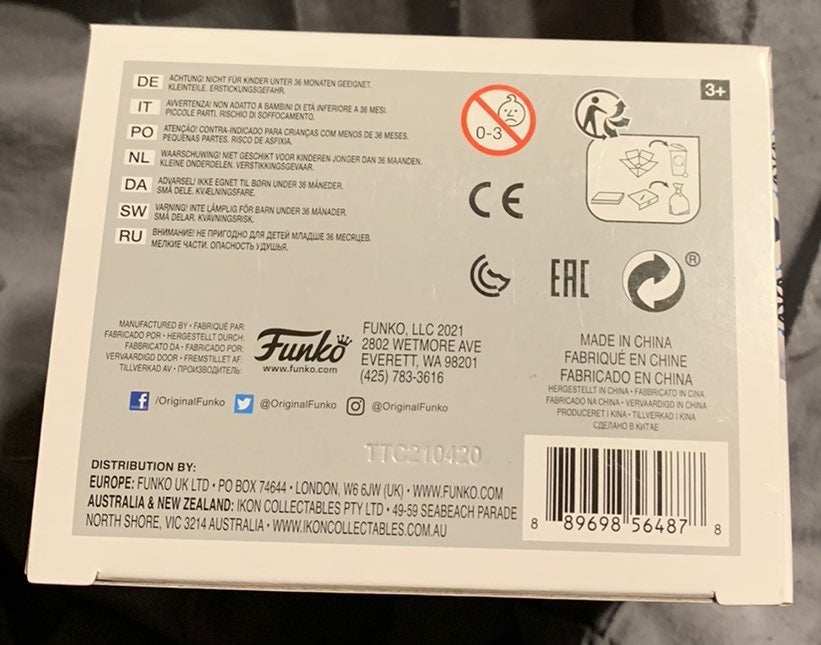 DE ACHTUNG! NICHT FÜR KINDER UNTER 36 MONATEN GEEIGNET.
KLEINTEILE. ERSTICKUNGSGEFAHR.
IT AVVERTENZA! NON ADATTO A BAMBINI DI ETÀ INFERIORE A 36 MESI.
PICCOLE PARTI. RISCHIO DI SOFFOCAMENTO.
PO ATENÇÃO! CONTRA-INDICADO PARA CRIANÇAS COM MENOS DE 36 MESES.
PEQUENAS PARTES. RISCO DE ASFIXIA.
NL WAARSCHUWING! NIET GESCHIKT VOOR KINDEREN JONGER DAN 36 MAANDEN.
KLEINE ONDERDELEN. VERSTIKKINGSGEVAAR.
DA ADVARSEL! IKKE EGNET TIL BØRN UNDER 36 MÅNEDER.
SMÅ DELE. KVÆLNINGSFARE.
SW VARNING! INTE LÄMPLIG FÖR BARN UNDER 36 MÅNADER.
SMÅ DELAR. KVAVNINGSRISK.
RU ВНИМАНИЕ! НЕ ПРИГОДНО ДЛЯ ДЕТЕЙ МЛАДШЕ 36 МЕСЯЦЕВ.
МЕЛКИЕ ЧАСТИ. ОПАСНОСТЬ УДУШЬЯ.
0-3
3+
CE
EAC
®
MANUFACTURED BY • FABRIQUÉ PAR:
FABRICADO POR • HERGESTELLT DURCH:
FABBRICATO DA • FABRICADO POR:
VERVAARDIGD DOOR • FREMSTILLET AF:
TILLVERKAD AV • ПРОИЗВОДИТЕЛЬ:
Funko
www.funko.com
FUNKO, LLC 2021
2802 WETMORE AVE
EVERETT, WA 98201
(425) 783-3616
MADE IN CHINA
FABRIQUÉ EN CHINE
FABRICADO EN CHINA
HERGESTELLT IN CHINA • FABBRICATO IN CINA
FABRICADO NA CHINA • VERVAARDIGD IN CHINA
PRODUCERET I KINA • TILLVERKAD I KINA
СДЕЛАНО В КИТАЕ
f /OriginalFunko @OriginalFunko @OriginalFunko
TTC210420
DISTRIBUTION BY:
EUROPE: FUNKO UK LTD • PO BOX 74644 • LONDON, W6 6JW (UK) • WWW.FUNKO.COM
AUSTRALIA & NEW ZEALAND: IKON COLLECTABLES PTY LTD • 49-59 SEABEACH PARADE
NORTH SHORE, VIC 3214 AUSTRALIA • WWW.IKONCOLLECTABLES.COM.AU
8 89698 56487 8